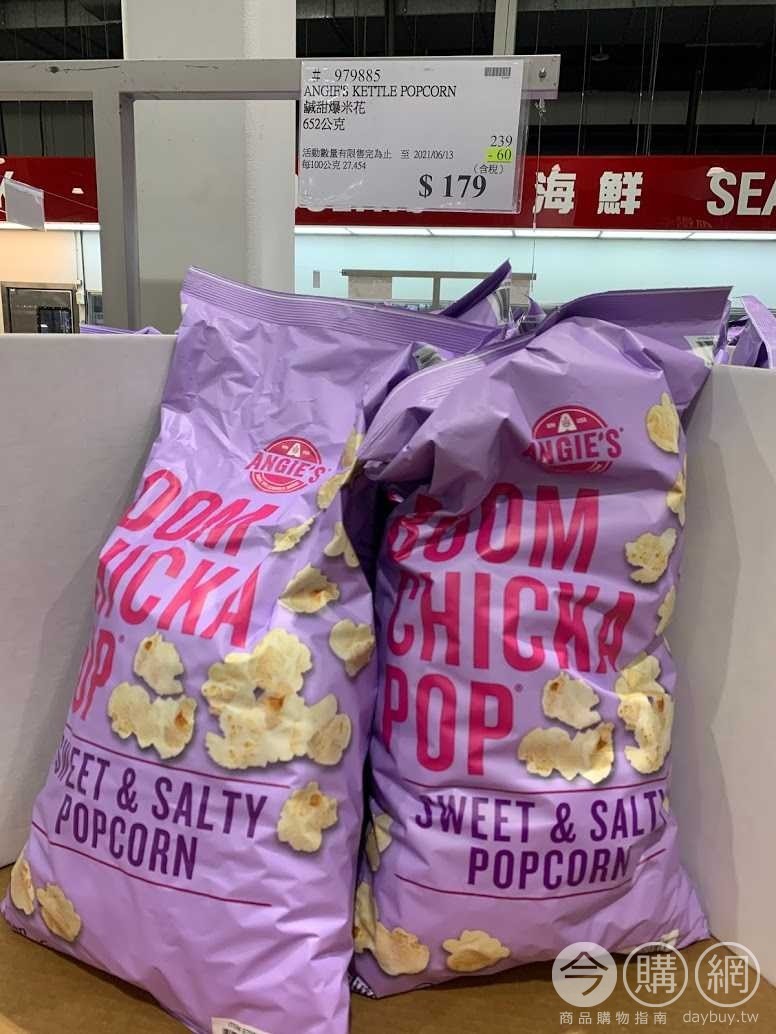 # 979885
ANGIE'S KETTLE POPCORN
鹹甜爆米花
652公克
239
- 60
活動數量有限售完為止 至 2021/06/13
(含稅)
每100公克 27.454
$ 179
海鮮 SEA
ANGIE'S
OOM
HICKA
OP
SWEET & SALTY
POPCORN
ANGIE'S
BOOM
CHICKA
POP
SWEET & SALTY
POPCORN
今購網
商品購物指南 daybuy.tw